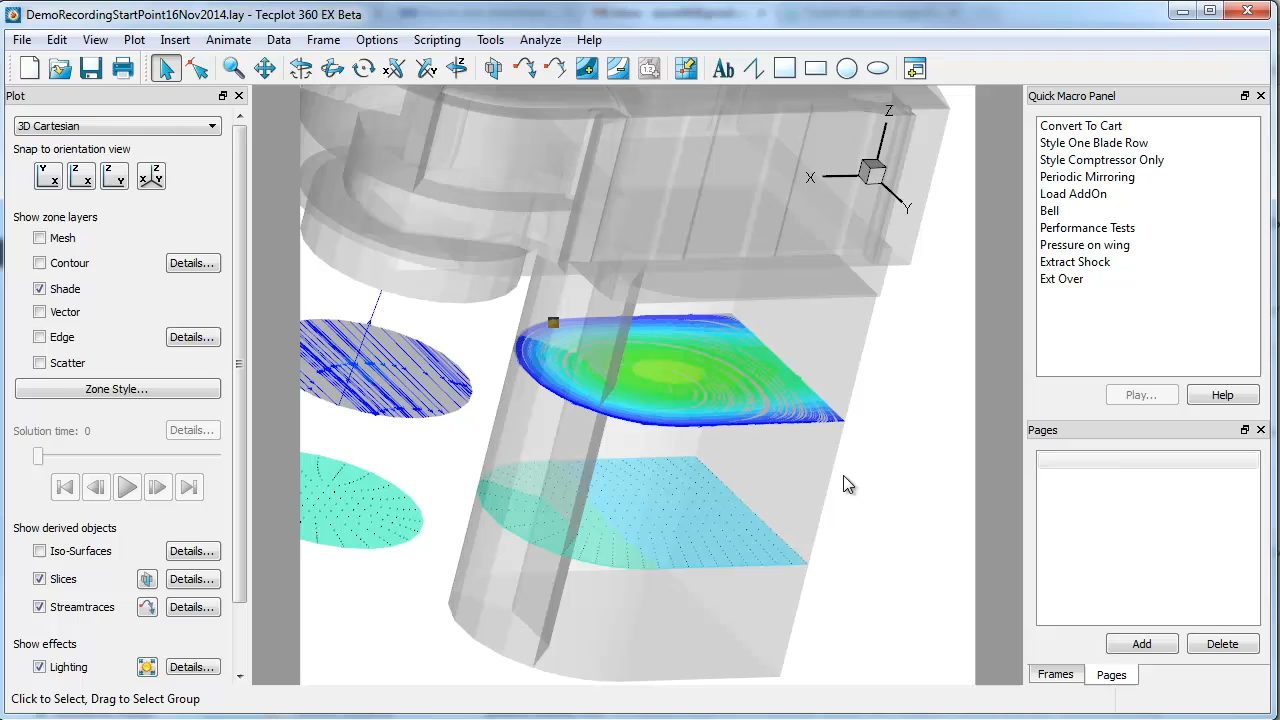 DemoRecordingStartPoint16Nov2014.lay - Tecplot 360 EX Beta
File Edit View Plot Insert Animate Data Frame Options Scripting Tools Analyze Help
Ab
Plot
3D Cartesian
Snap to orientation view
Y X Z X Z Y Z Y X
Show zone layers
Mesh
Contour Details...
Shade
Vector
Edge Details...
Scatter
Zone Style...
Solution time: 0 Details...
Show derived objects
Iso-Surfaces Details...
Slices Details...
Streamtraces Details...
Show effects
Lighting Details...
Z
X
Y
Quick Macro Panel
Convert To Cart
Style One Blade Row
Style Comptressor Only
Periodic Mirroring
Load AddOn
Bell
Performance Tests
Pressure on wing
Extract Shock
Ext Over
Play... Help
Pages
Add Delete
Frames Pages
Click to Select, Drag to Select Group